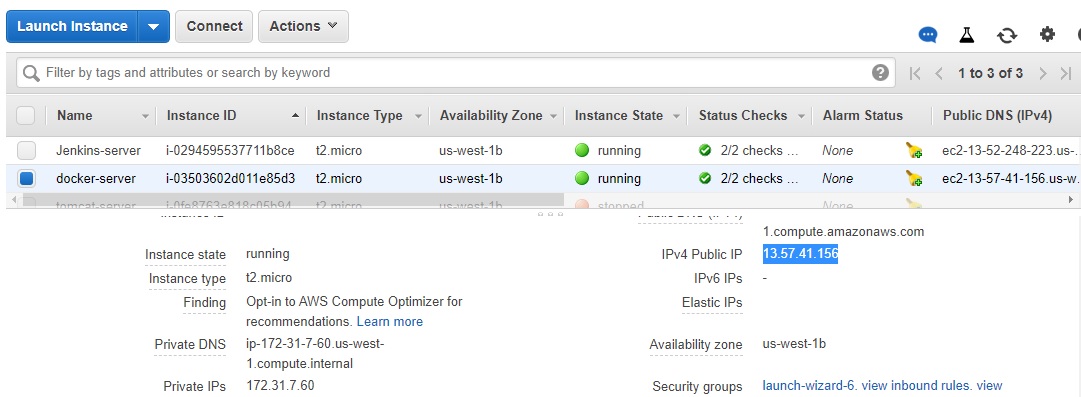 Launch Instance Connect Actions
Filter by tags and attributes or search by keyword 1 to 3 of 3
Name Instance ID Instance Type Availability Zone Instance State Status Checks Alarm Status Public DNS (IPv4)
Jenkins-server i-0294595537711b8ce t2.micro us-west-1b running 2/2 checks ... None ec2-13-52-248-223.us-...
docker-server i-03503602d011e85d3 t2.micro us-west-1b running 2/2 checks ... None ec2-13-57-41-156.us-w...
tomcat-server t2.micro us-west-1b stopped
Instance ID Public DNS (IPv4)
1.compute.amazonaws.com
Instance state running IPv4 Public IP 13.57.41.156
Instance type t2.micro IPv6 IPs -
Finding Opt-in to AWS Compute Optimizer for Elastic IPs
recommendations. Learn more
Private DNS ip-172-31-7-60.us-west- Availability zone us-west-1b
1.compute.internal
Private IPs 172.31.7.60 Security groups launch-wizard-6. view inbound rules. view